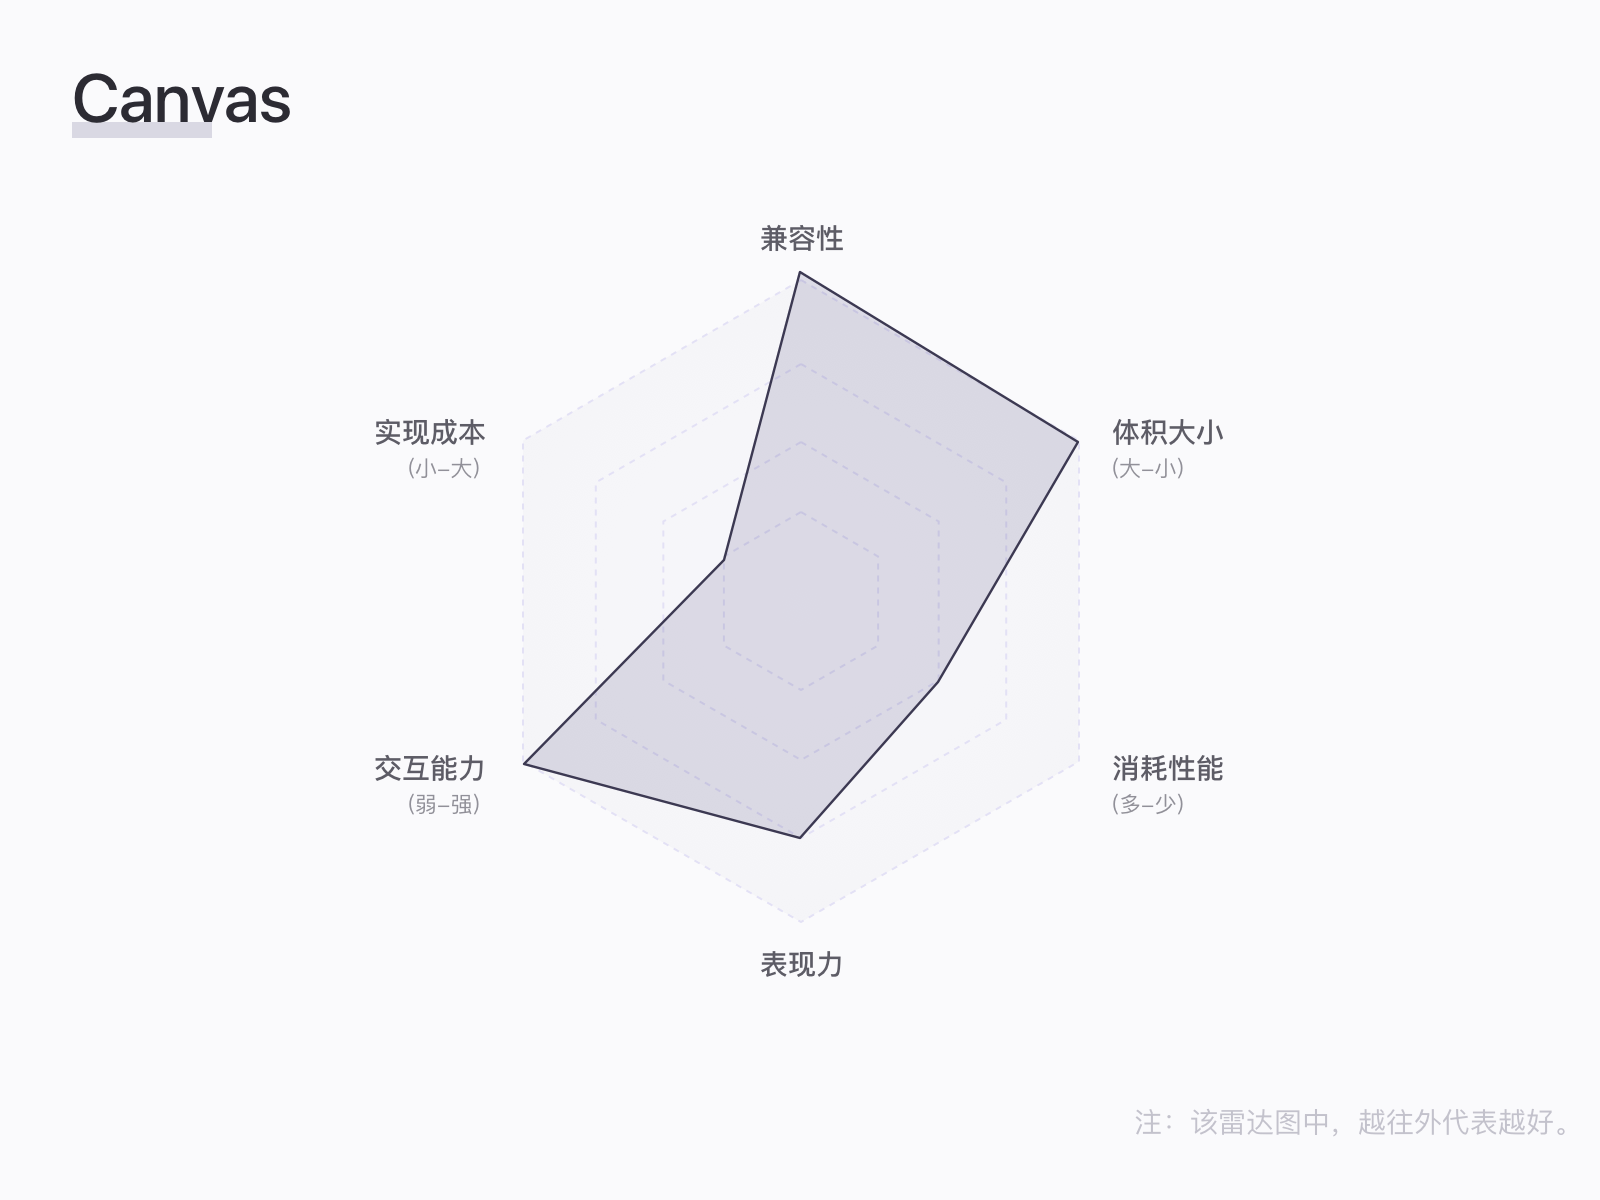 Canvas
兼容性
实现成本
(小–大)
体积大小
(大–小)
交互能力
(弱–强)
消耗性能
(多–少)
表现力
注：该雷达图中，越往外代表越好。